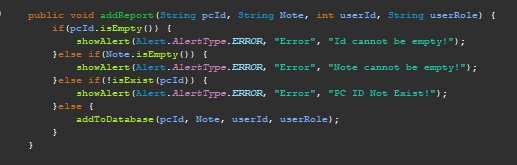 public void addReport(String pcId, String Note, int userId, String userRole) {
    if(pcId.isEmpty()) {
        showAlert(Alert.AlertType.ERROR, "Error", "Id cannot be empty!");
    }else if(Note.isEmpty()) {
        showAlert(Alert.AlertType.ERROR, "Error", "Note cannot be empty!");
    }else if(!isExist(pcId)) {
        showAlert(Alert.AlertType.ERROR, "Error", "PC ID Not Exist!");
    }else {
        addToDatabase(pcId, Note, userId, userRole);
    }
}